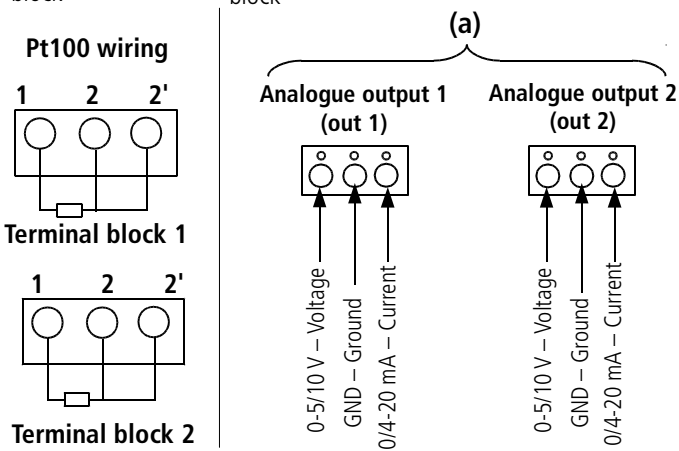 block
Pt100 wiring
1 2 2'
Terminal block 1
1 2 2'
Terminal block 2
(a)
Analogue output 1
(out 1)
0-5/10 V – Voltage
GND – Ground
0/4-20 mA – Current
Analogue output 2
(out 2)
0-5/10 V – Voltage
GND – Ground
0/4-20 mA – Current